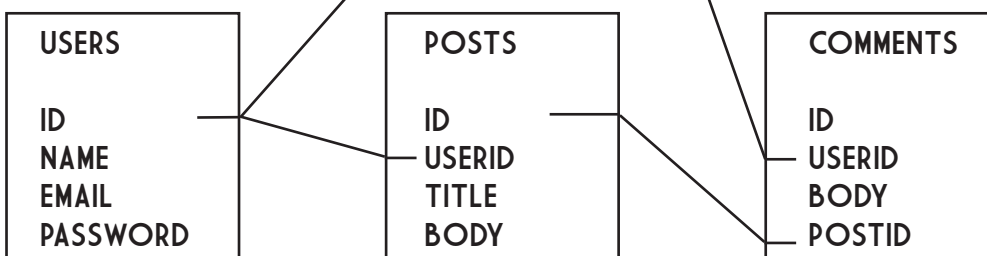 USERS
ID
NAME
EMAIL
PASSWORD
POSTS
ID
USERID
TITLE
BODY
COMMENTS
ID
USERID
BODY
POSTID